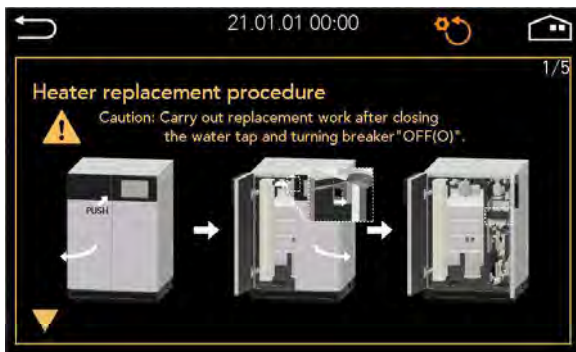 21.01.01 00:00
1/5
Heater replacement procedure
Caution: Carry out replacement work after closing
the water tap and turning breaker"OFF(O)".
PUSH